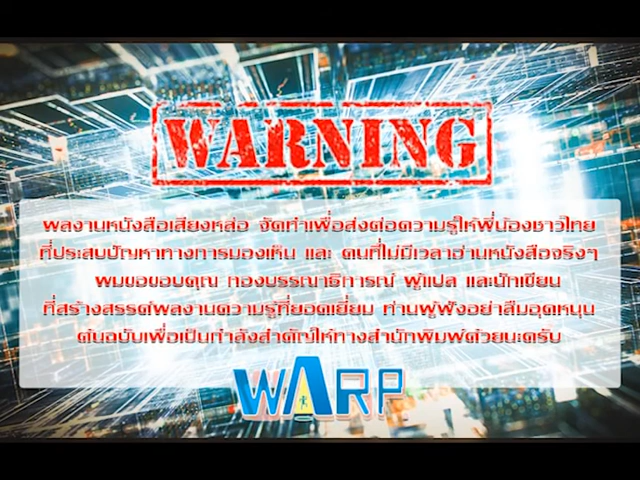 WARNING
ผลงานหนังสือเสียงหล่อ จัดทำเพื่อส่งต่อความรู้ให้พี่น้องชาวไทย
ที่ประสบปัญหาทางการมองเห็น และ คนที่ไม่มีเวลาอ่านหนังสือจริงๆ
ผมขอขอบคุณ กองบรรณาธิการณ์ ผู้แปล และนักเขียน
ที่สร้างสรรค์ผลงานความรู้ที่ยอดเยี่ยม ท่านผู้ฟังอย่าลืมอุดหนุน
ต้นฉบับเพื่อเป็นกำลังสำคัญให้ทางสำนักพิมพ์ด้วยนะครับ
WARP